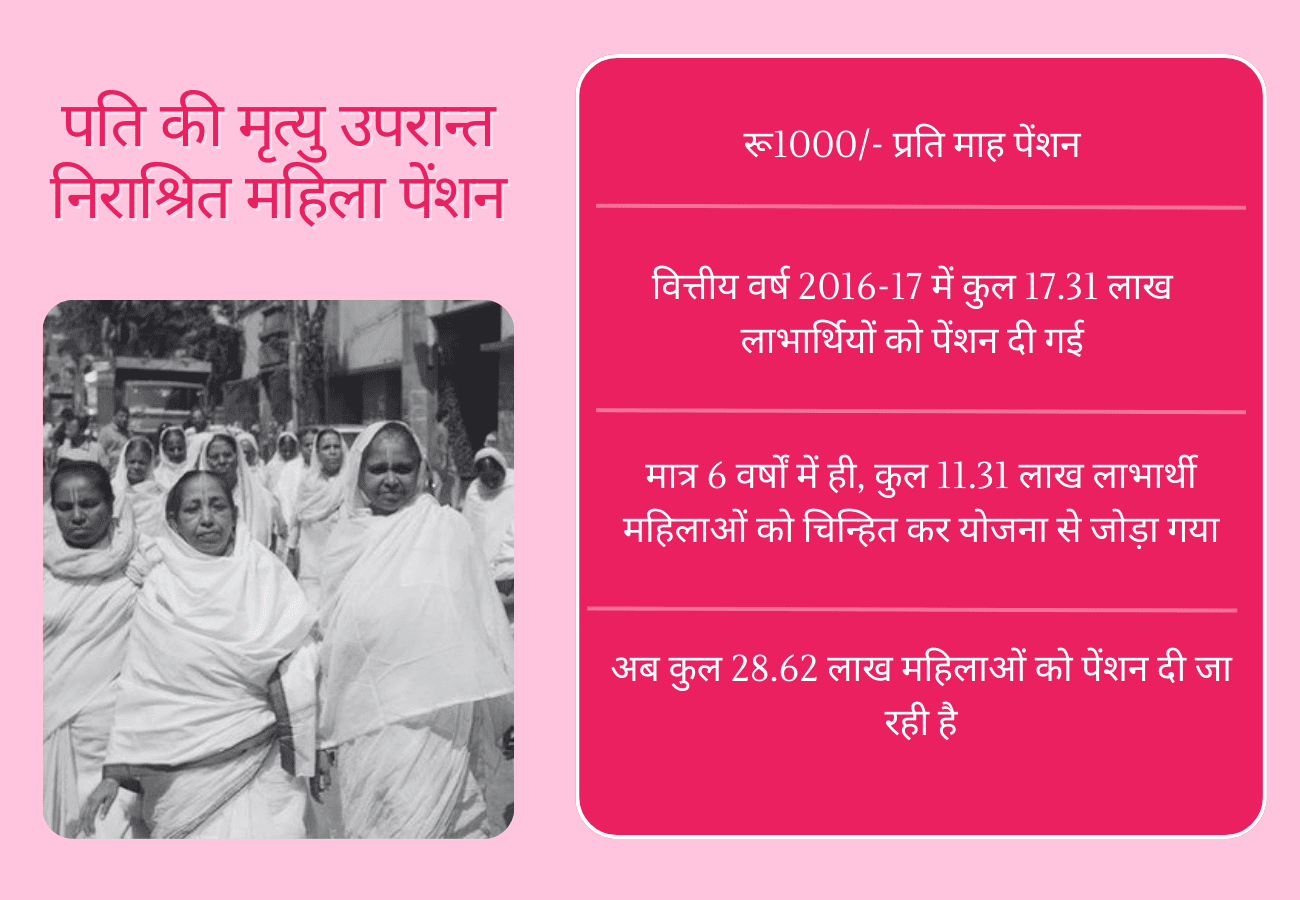 पति की मृत्यु उपरान्त
निराश्रित महिला पेंशन
रू1000/- प्रति माह पेंशन
वित्तीय वर्ष 2016-17 में कुल 17.31 लाख
लाभार्थियों को पेंशन दी गई
मात्र 6 वर्षों में ही, कुल 11.31 लाख लाभार्थी
महिलाओं को चिन्हित कर योजना से जोड़ा गया
अब कुल 28.62 लाख महिलाओं को पेंशन दी जा
रही है